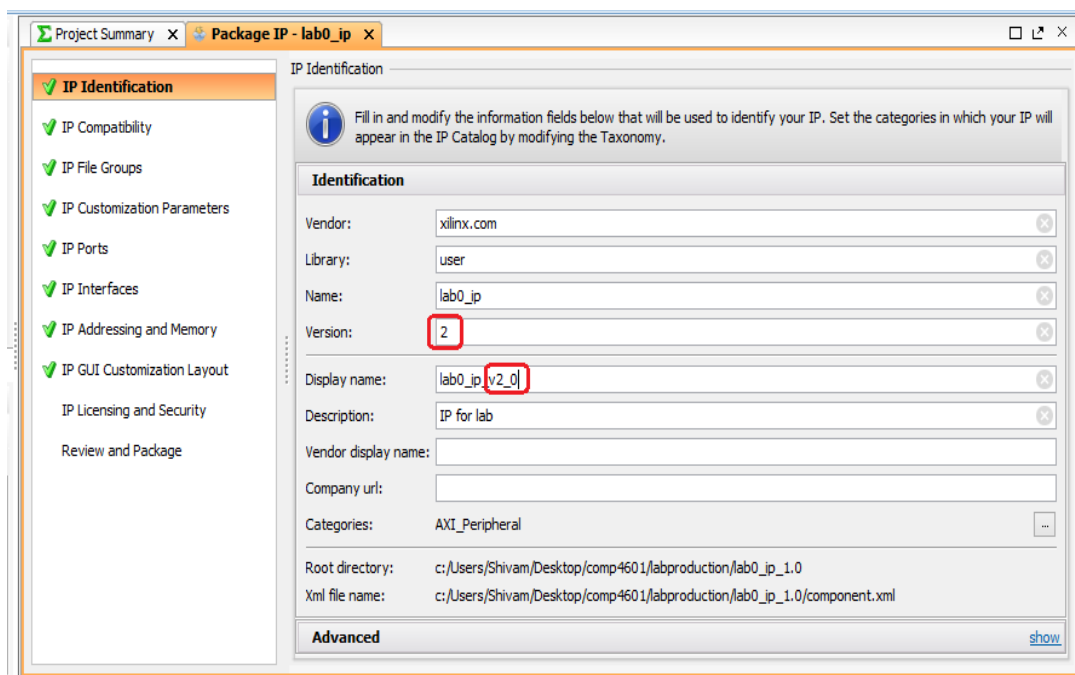 Project Summary
Package IP - lab0_ip
IP Identification
IP Compatibility
IP File Groups
IP Customization Parameters
IP Ports
IP Interfaces
IP Addressing and Memory
IP GUI Customization Layout
IP Licensing and Security
Review and Package
IP Identification
Fill in and modify the information fields below that will be used to identify your IP. Set the categories in which your IP will
appear in the IP Catalog by modifying the Taxonomy.
Identification
Vendor: xilinx.com
Library: user
Name: lab0_ip
Version: 2
Display name: lab0_ip_v2_0
Description: IP for lab
Vendor display name:
Company url:
Categories: AXI_Peripheral ...
Root directory: c:/Users/Shivam/Desktop/comp4601/labproduction/lab0_ip_1.0
Xml file name: c:/Users/Shivam/Desktop/comp4601/labproduction/lab0_ip_1.0/component.xml
Advanced show